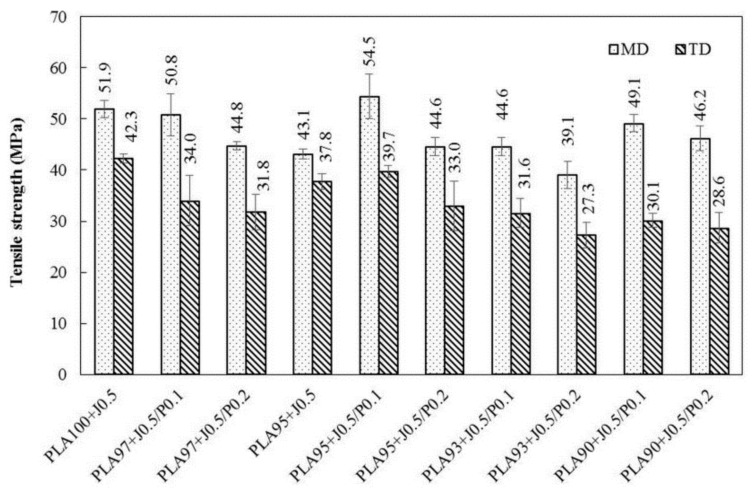 Tensile strength (MPa)
70
60
50
40
30
20
10
0
MD
TD
51.9
42.3
50.8
34.0
44.8
31.8
43.1
37.8
54.5
39.7
44.6
33.0
44.6
31.6
39.1
27.3
49.1
30.1
46.2
28.6
PLA100+J0.5
PLA97+J0.5/P0.1
PLA97+J0.5/P0.2
PLA95+J0.5
PLA95+J0.5/P0.1
PLA95+J0.5/P0.2
PLA93+J0.5/P0.1
PLA93+J0.5/P0.2
PLA90+J0.5/P0.1
PLA90+J0.5/P0.2